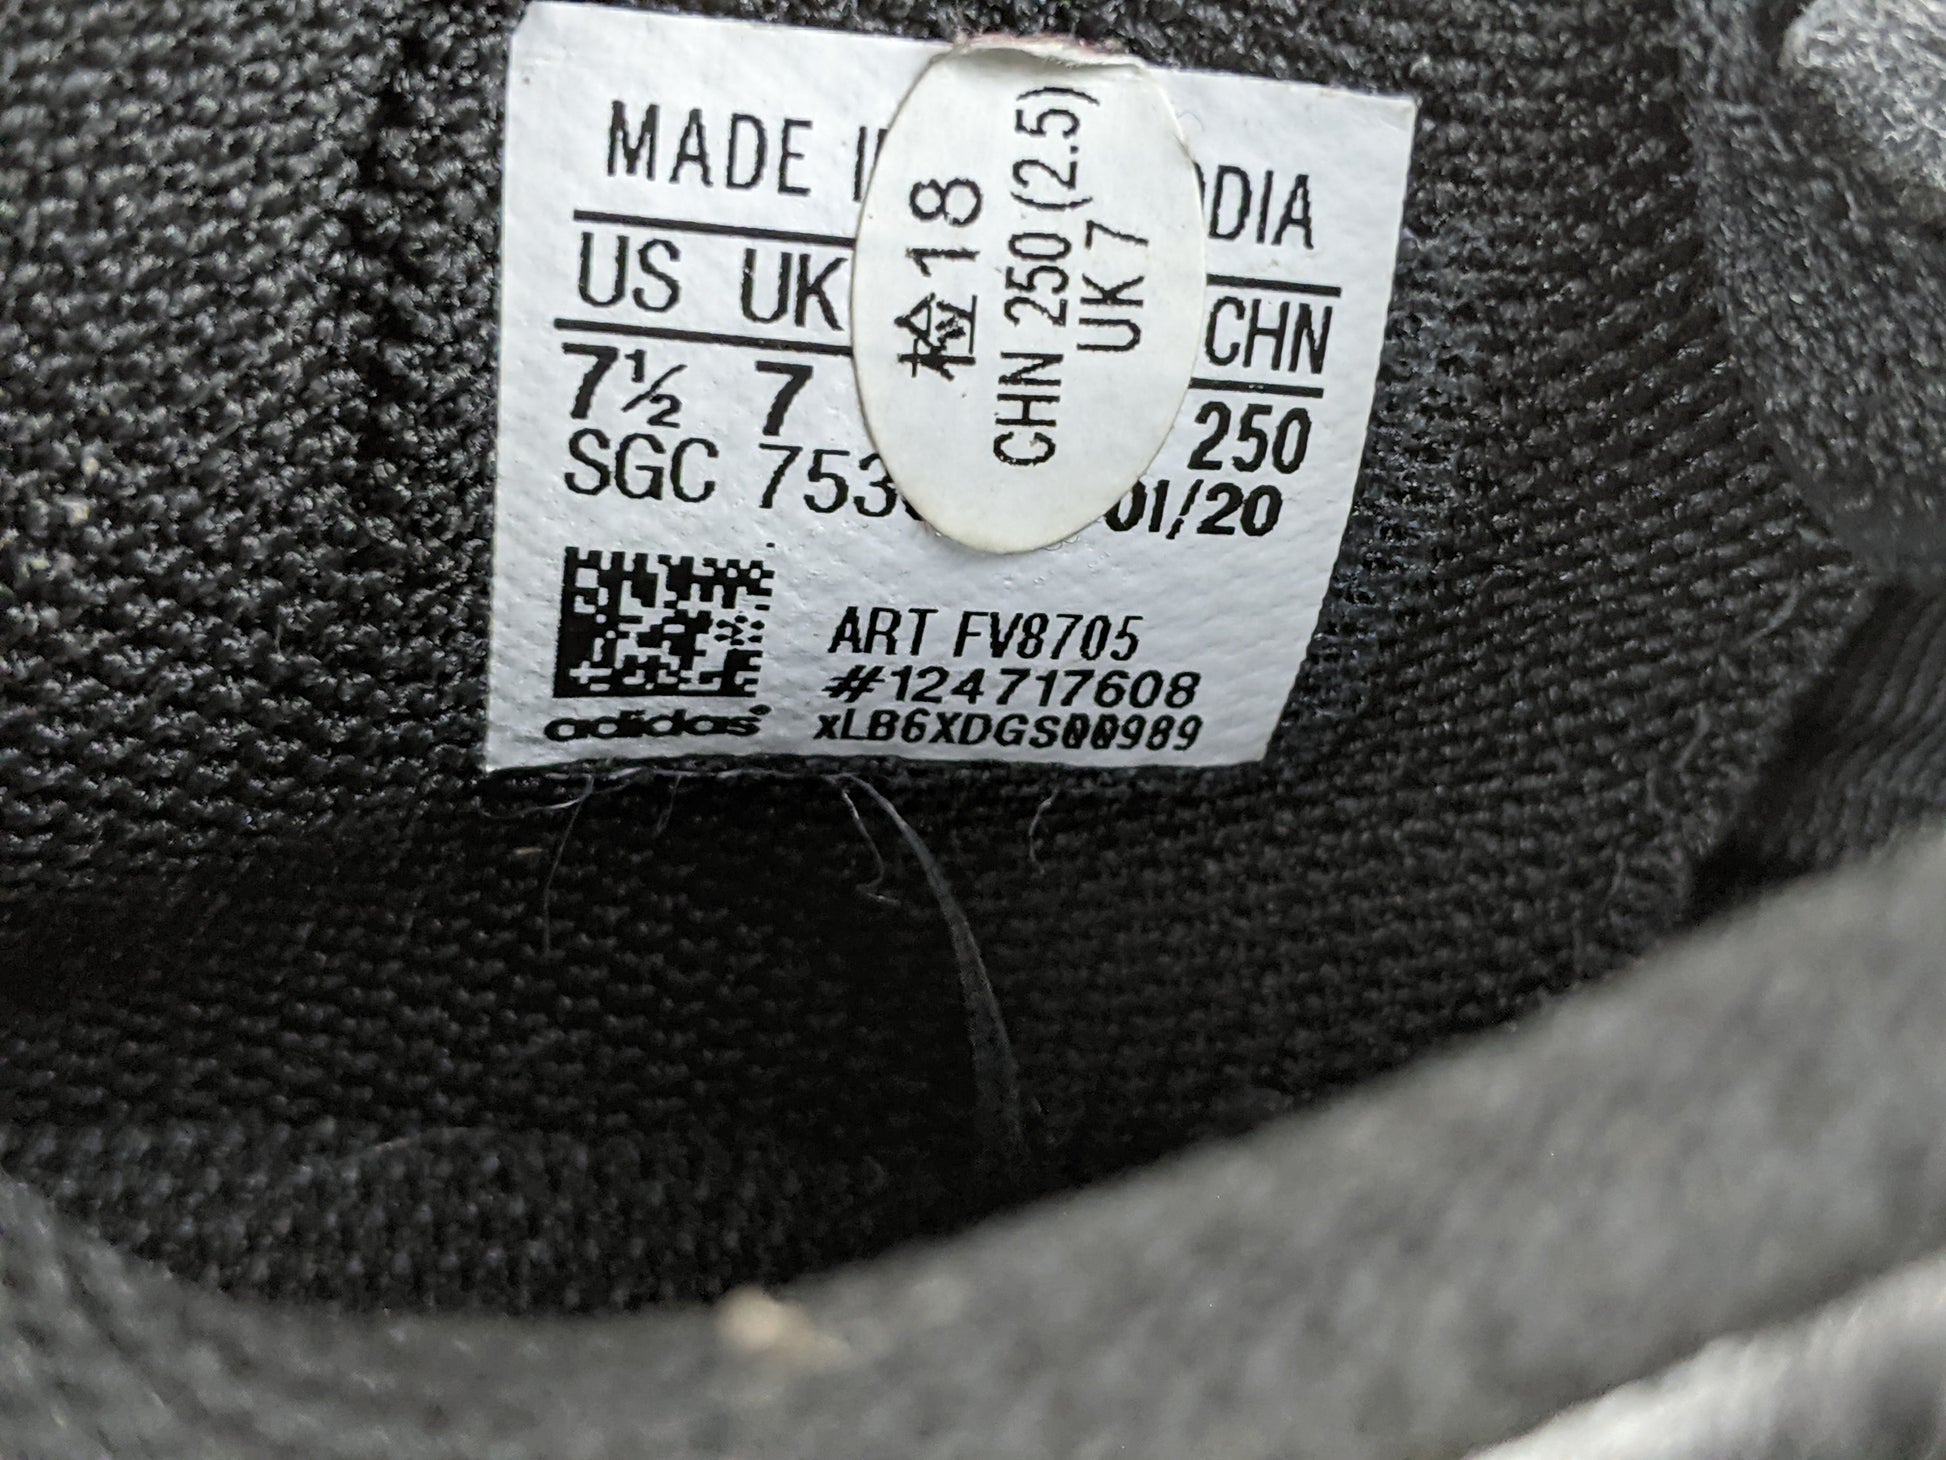 MADE I ODIA
US UK CHN
7½ 7 250
SGC 753 01/20
ART FV8705
#124717608
adidas® xLB6XDGS00989
检18
CHN 250 (2.5)
UK 7